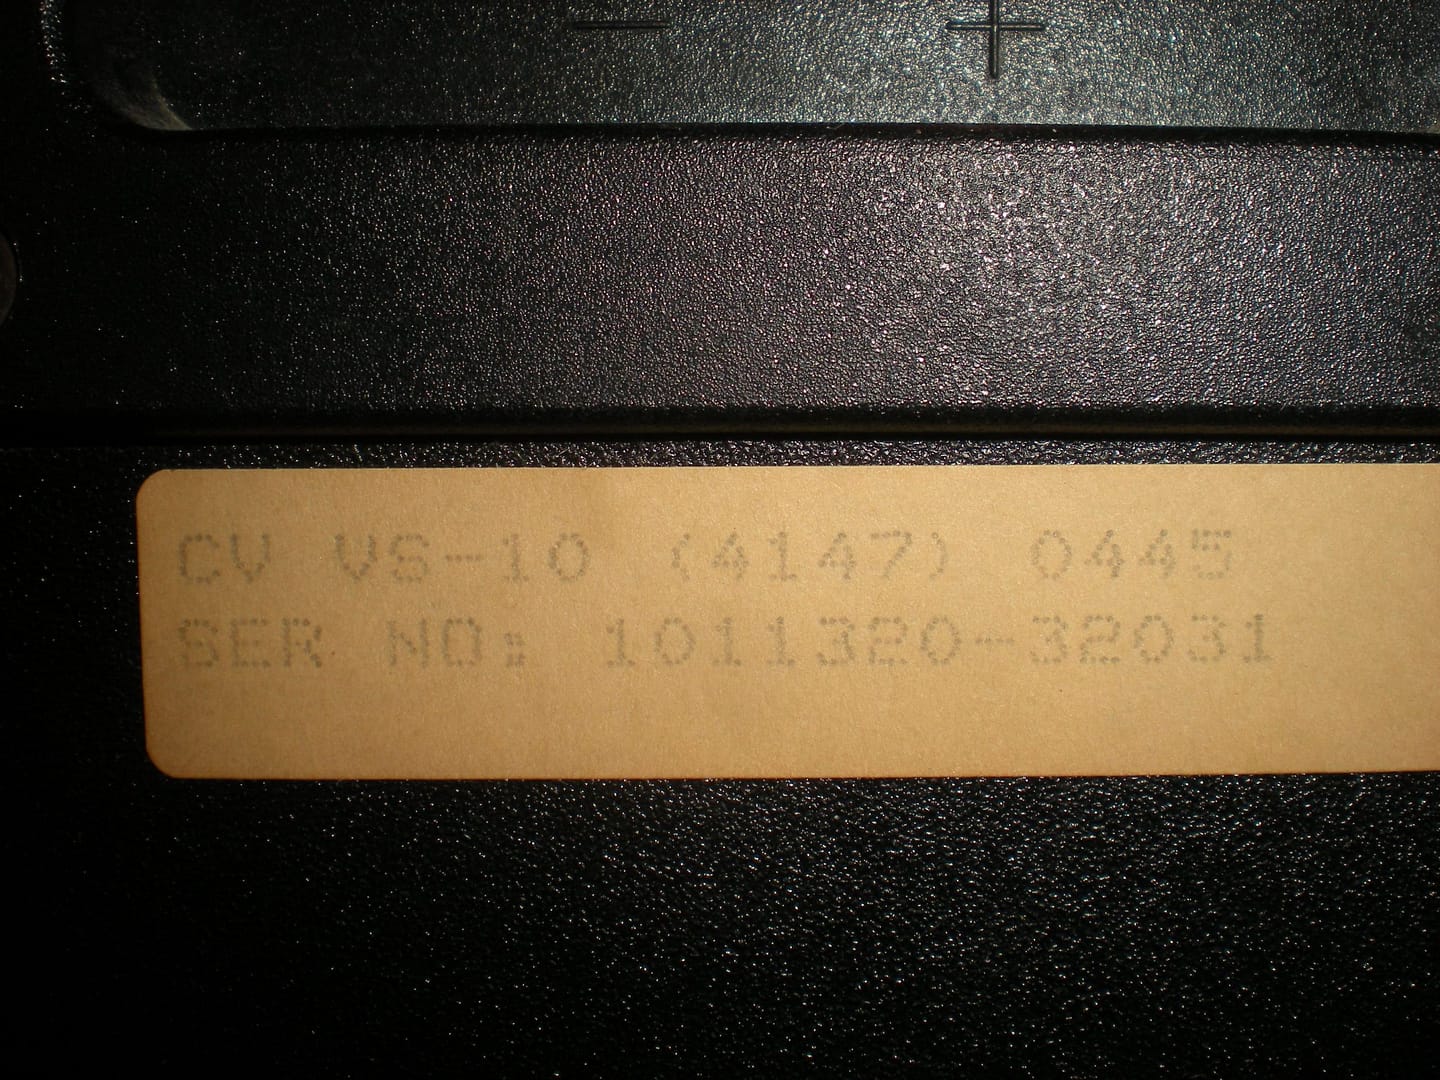 − +
CV VS-10 (4147) 0445
SER NO: 1011320-32031